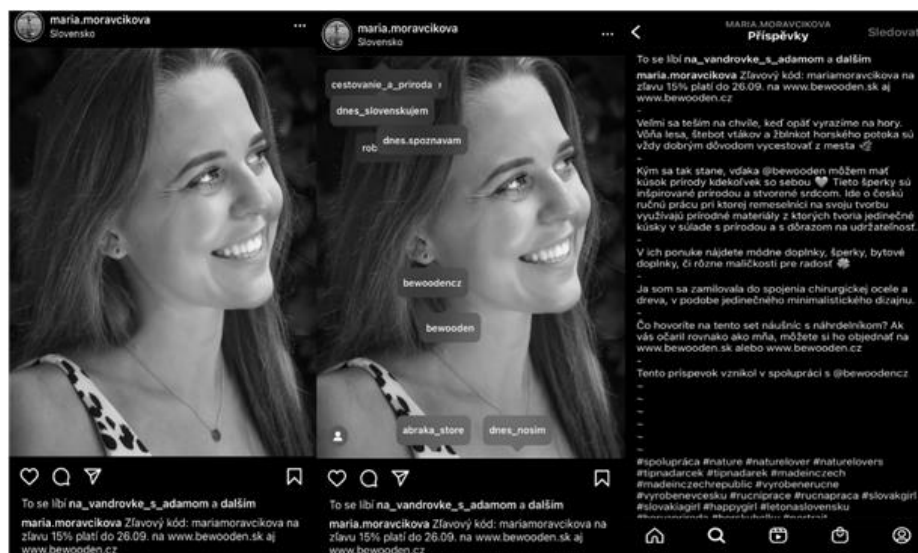 maria.moravcikova
Slovensko
To se líbí na_vandrovke_s_adamom a dalším
maria.moravcikova Zľavový kód: mariamoravcikova na
zľavu 15% platí do 26.09. na www.bewooden.sk aj
www.bewooden.cz
maria.moravcikova
Slovensko
cestovanie_a_priroda
dnes_slovenskujem
dnes.spoznavam
rob
bewoodencz
bewooden
abraka_store
dnes_nosim
To se líbí na_vandrovke_s_adamom a dalším
maria.moravcikova Zľavový kód: mariamoravcikova na
zľavu 15% platí do 26.09. na www.bewooden.sk aj
www.bewooden.cz
MARIA.MORAVCIKOVA
Příspěvky
Sledovat
To se líbí na_vandrovke_s_adamom a dalším
maria.moravcikova Zľavový kód: mariamoravcikova na
zľavu 15% platí do 26.09. na www.bewooden.sk aj
www.bewooden.cz
-
Veľmi sa teším na chvíle, keď opäť vyrazíme na hory.
Vôňa lesa, štebot vtákov a žblnkot horského potoka sú
vždy dobrým dôvodom vycestovať z mesta 🌿
-
Kým sa tak stane, vďaka @bewooden môžem mať
kúsok prírody kdekoľvek so sebou 🤍 Tieto šperky sú
inšpirované prírodou a stvorené srdcom. Ide o českú
ručnú prácu pri ktorej remeselníci na svoju tvorbu
využívajú prírodné materiály z ktorých tvoria jedinečné
kúsky v súlade s prírodou a s dôrazom na udržateľnosť.
-
V ich ponuke nájdete módne doplnky, šperky, bytové
doplnky, či rôzne maličkosti pre radosť 🍀
-
Ja som sa zamilovala do spojenia chirurgickej ocele a
dreva, v podobe jedinečného minimalistického dizajnu.
-
Čo hovoríte na tento set náušníc s náhrdelníkom? Ak
vás očaril rovnako ako mňa, môžete si ho objednať na
www.bewooden.sk alebo www.bewooden.cz
-
Tento príspevok vznikol v spolupráci s @bewoodencz
~
~
~
~
~
#spolupráca #nature #naturelover #naturelovers
#tipnadarcek #tipnadarek #madeinczech
#madeinczechrepublic #vyrobenerucne
#vyrobenevcesku #rucniprace #rucnapraca #slovakgirl
#slovakiagirl #happygirl #letonaslovensku